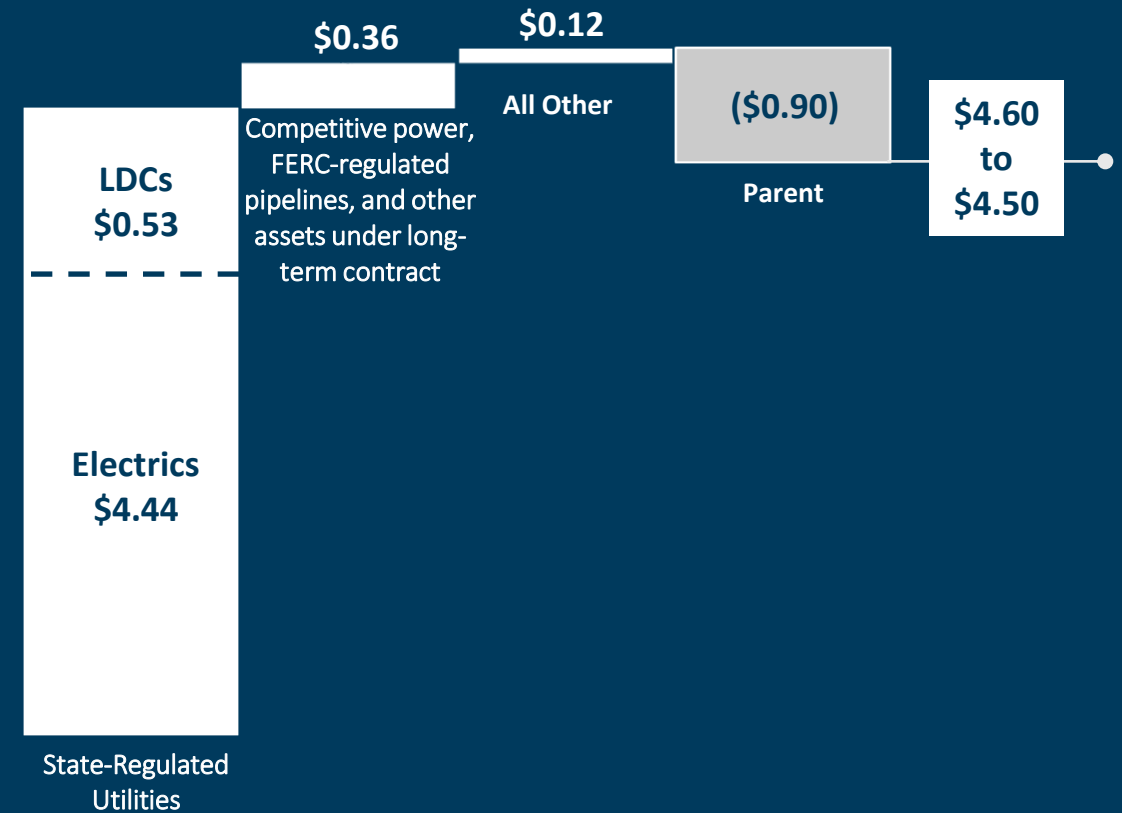 $0.36
$0.12
LDCs
$0.53
Electrics
$4.44
State-Regulated
Utilities
Competitive power,
FERC-regulated
pipelines, and other
assets under long-
term contract
All Other
($0.90)
Parent
$4.60
to
$4.50